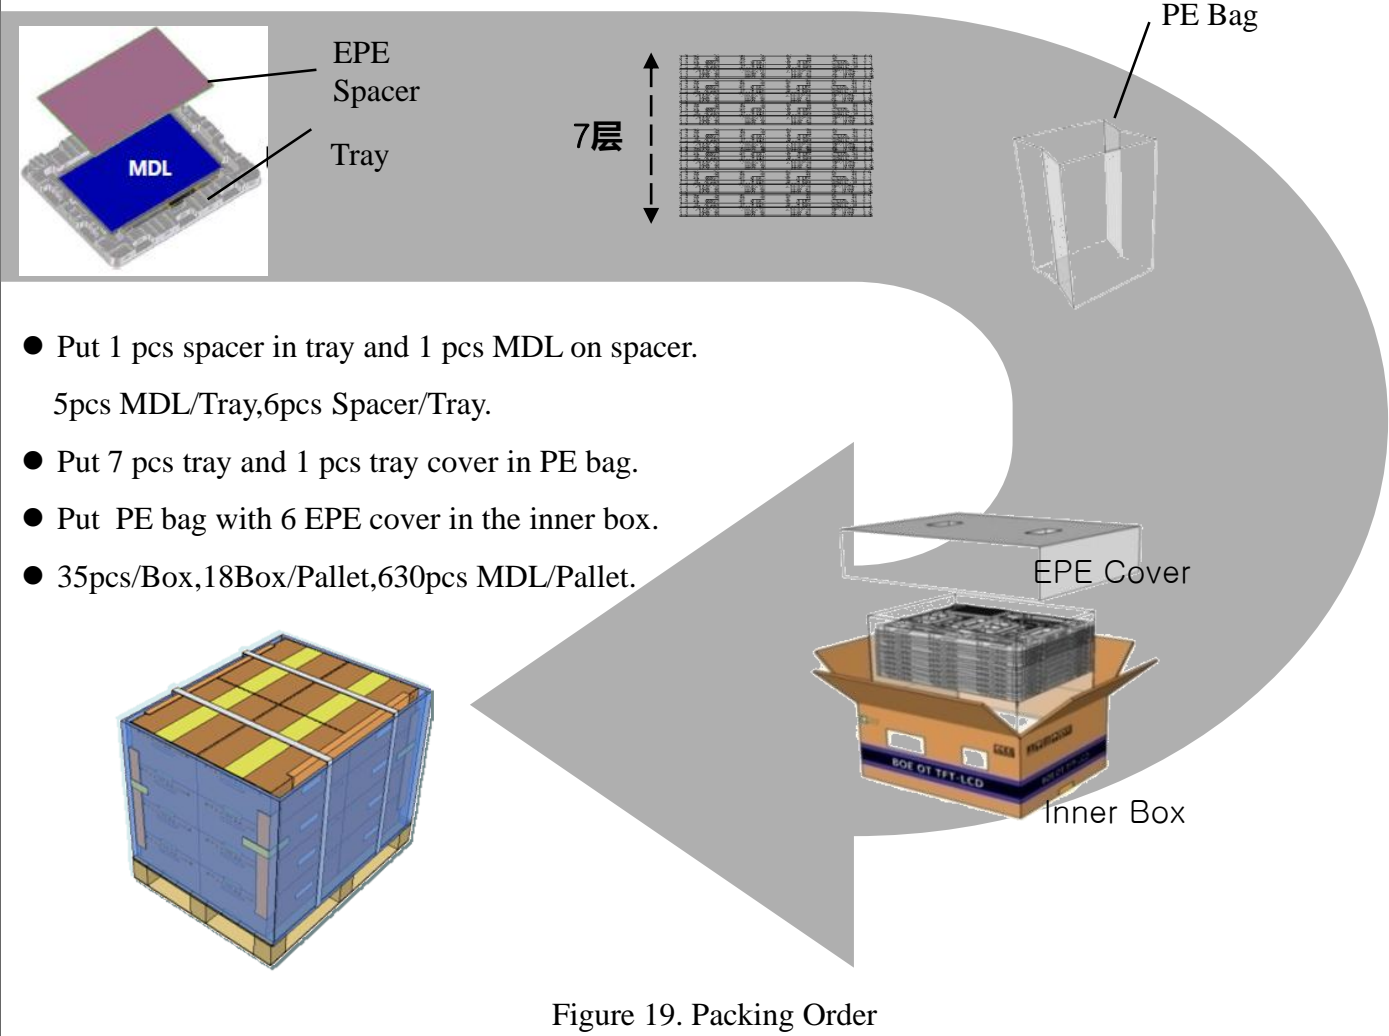 PE Bag
EPE
Spacer
Tray
MDL
7层
● Put 1 pcs spacer in tray and 1 pcs MDL on spacer.
5pcs MDL/Tray,6pcs Spacer/Tray.
● Put 7 pcs tray and 1 pcs tray cover in PE bag.
● Put PE bag with 6 EPE cover in the inner box.
● 35pcs/Box,18Box/Pallet,630pcs MDL/Pallet.
EPE Cover
BOE OT TFT-LCD
Inner Box
Figure 19. Packing Order